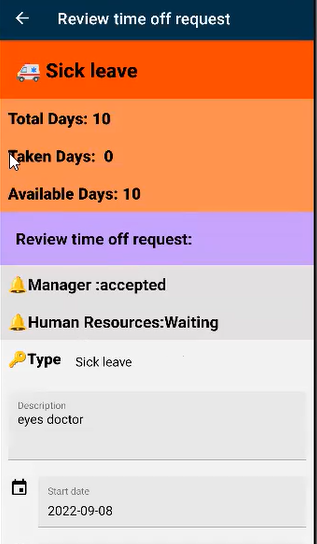 Review time off request
Sick leave
Total Days: 10
Taken Days: 0
Available Days: 10
Review time off request:
Manager :accepted
Human Resources:Waiting
Type Sick leave
Description
eyes doctor
Start date
2022-09-08